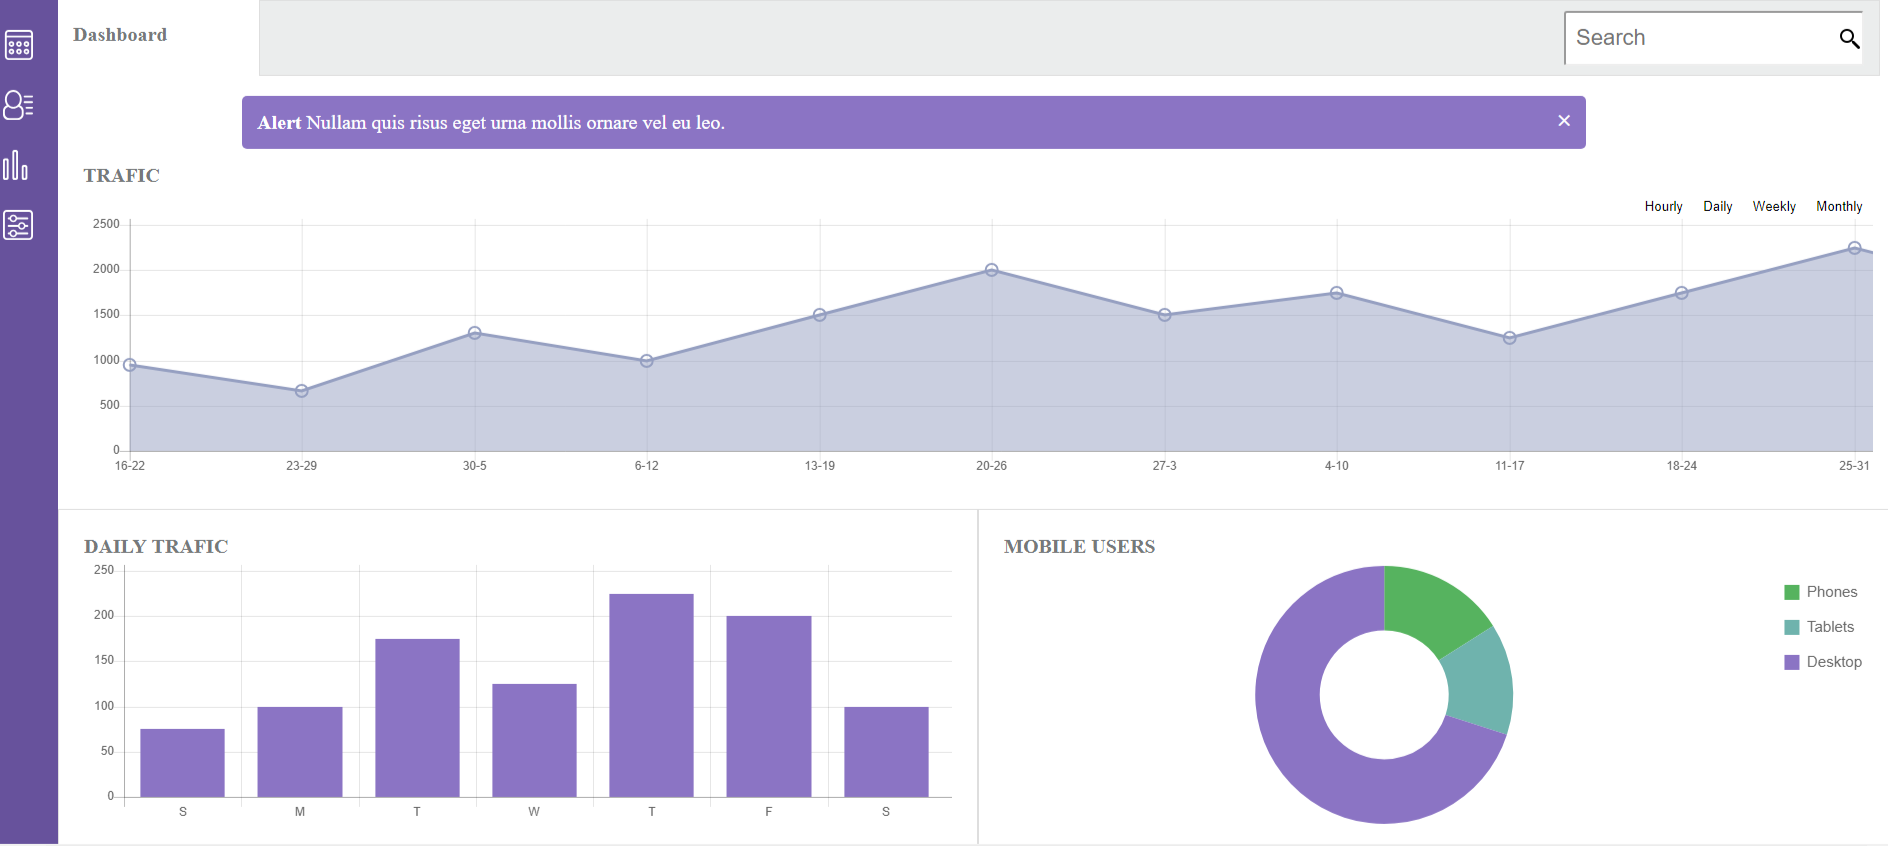 Dashboard
Search
Alert Nullam quis risus eget urna mollis ornare vel eu leo. ×
TRAFIC
Hourly Daily Weekly Monthly
2500
2000
1500
1000
500
0
16-22 23-29 30-5 6-12 13-19 20-26 27-3 4-10 11-17 18-24 25-31
DAILY TRAFIC
250
200
150
100
50
0
S M T W T F S
MOBILE USERS
Phones
Tablets
Desktop